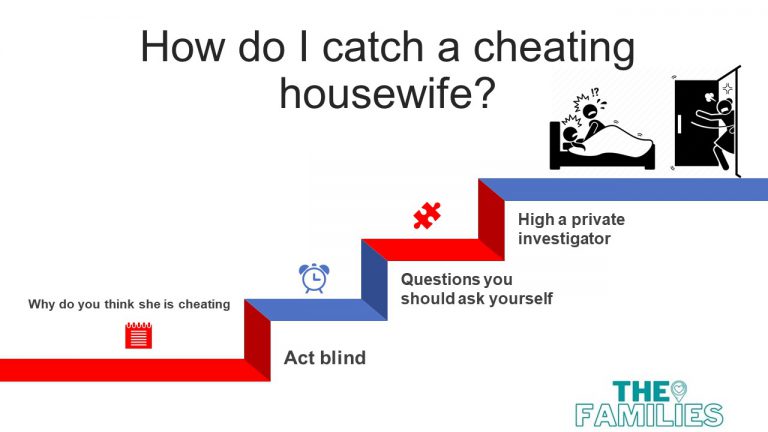 How do I catch a cheating
housewife?
!?
High a private
investigator
Questions you
should ask yourself
Why do you think she is cheating
Act blind
THE
FAMILIES